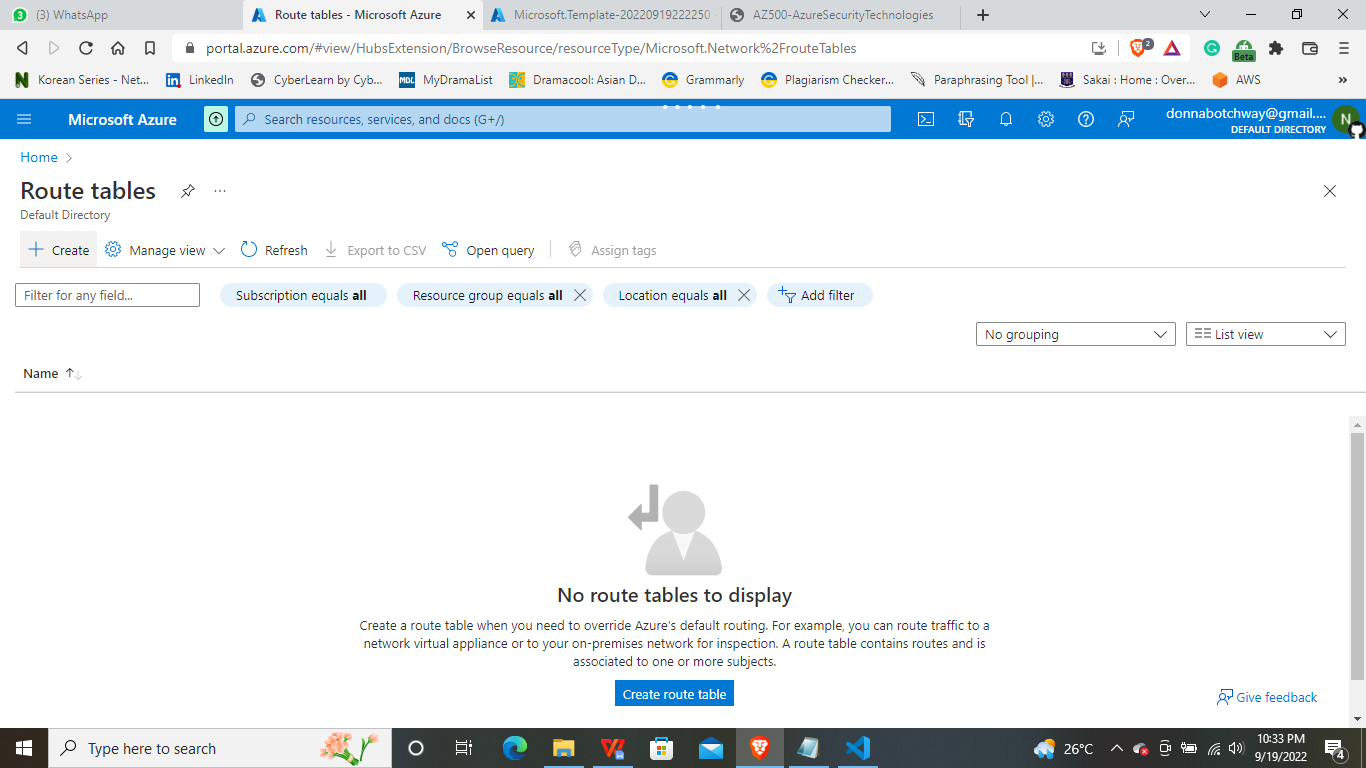 (3) WhatsApp
Route tables - Microsoft Azure
Microsoft.Template-20220919222250
AZ500-AzureSecurityTechnologies
portal.azure.com/#view/HubsExtension/BrowseResource/resourceType/Microsoft.Network%2FrouteTables
2
Beta
Korean Series - Net...
LinkedIn
CyberLearn by Cyb...
MDL MyDramaList
Dramacool: Asian D...
Grammarly
Plagiarism Checker...
Paraphrasing Tool |...
Sakai : Home : Over...
AWS
Microsoft Azure
Search resources, services, and docs (G+/)
donnabotchway@gmail....
DEFAULT DIRECTORY
N
Home
Route tables
Default Directory
Create
Manage view
Refresh
Export to CSV
Open query
Assign tags
Filter for any field...
Subscription equals all
Resource group equals all
Location equals all
Add filter
No grouping
List view
Name
No route tables to display
Create a route table when you need to override Azure's default routing. For example, you can route traffic to a
network virtual appliance or to your on-premises network for inspection. A route table contains routes and is
associated to one or more subjects.
Create route table
Give feedback
Type here to search
26°C
10:33 PM
9/19/2022
4